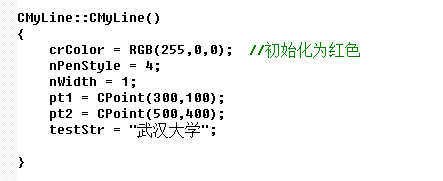 CMyLine::CMyLine()
{
crColor = RGB(255,0,0); //初始化为红色
nPenStyle = 4;
nWidth = 1;
pt1 = CPoint(300,100);
pt2 = CPoint(500,400);
testStr = "武汉大学";
}